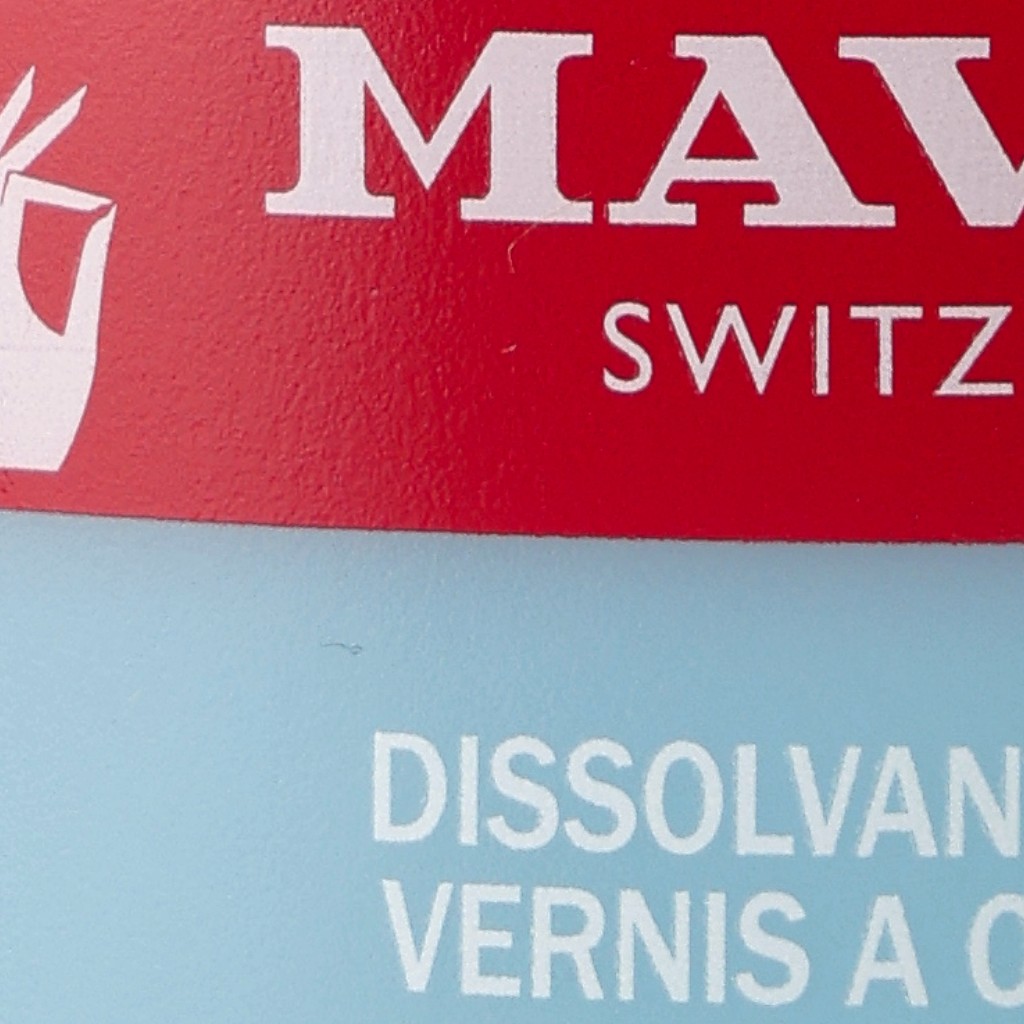 MAV
SWITZ
DISSOLVAN
VERNIS A O